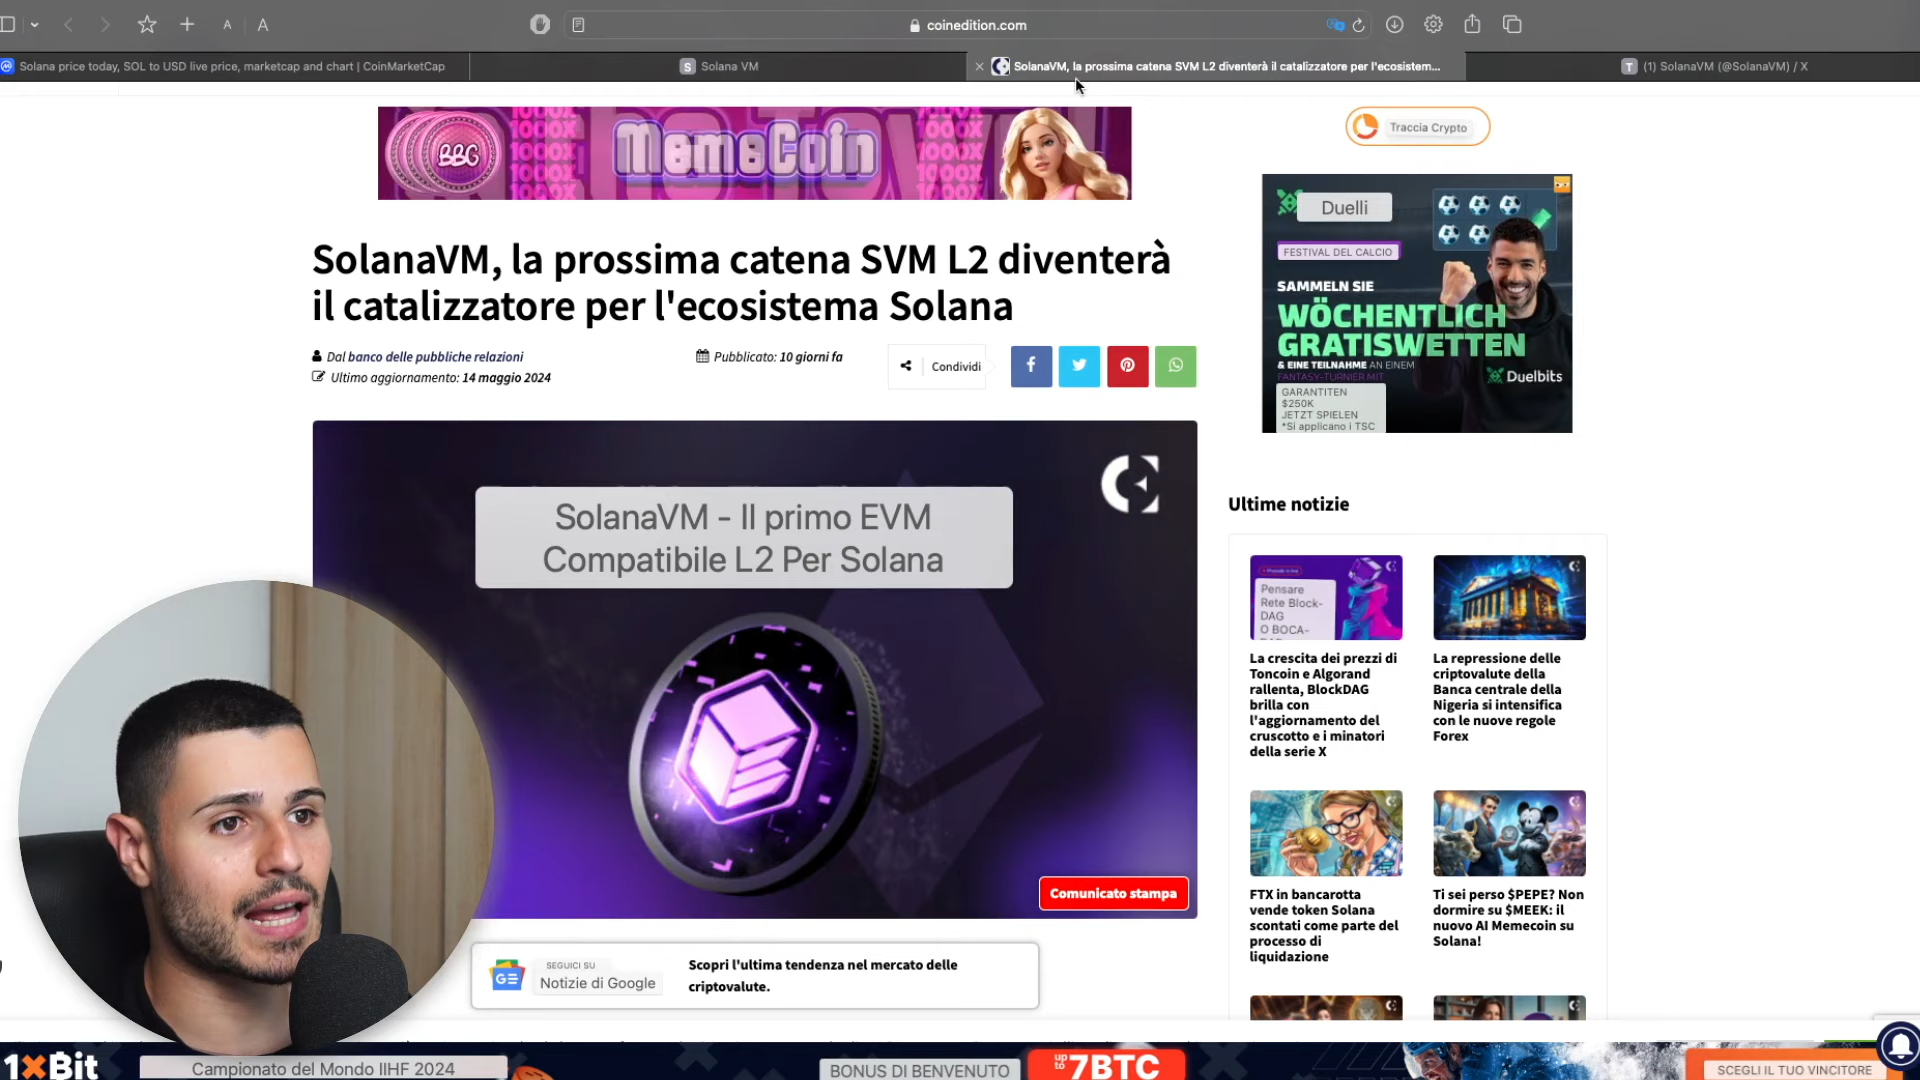 A
A
coinedition.com
Solana price today, SOL to USD live price, marketcap and chart | CoinMarketCap
S
Solana VM
SolanaVM, la prossima catena SVM L2 diventerà il catalizzatore per l'ecosistem...
T
(1) SolanaVM (@SolanaVM) / X
BBG
1000X
MemeCoin
1000X
Traccia Crypto
Duelli
FESTIVAL DEL CALCIO
SAMMELN SIE
WÖCHENTLICH
GRATISWETTEN
& EINE TEILNAHME AN EINEM
FANTASY-TURNIER MIT
Duelbits
GARANTITEN
$250K
JETZT SPIELEN
*Si applicano i TSC
SolanaVM, la prossima catena SVM L2 diventerà
il catalizzatore per l'ecosistema Solana
Dal banco delle pubbliche relazioni
Pubblicato: 10 giorni fa
Condividi
Ultimo aggiornamento: 14 maggio 2024
SolanaVM - Il primo EVM
Compatibile L2 Per Solana
Comunicato stampa
Ultime notizie
Pensare
Rete Block-
DAG
O BOCA-
La crescita dei prezzi di
Toncoin e Algorand
rallenta, BlockDAG
brilla con
l'aggiornamento del
cruscotto e i minatori
della serie X
La repressione delle
criptovalute della
Banca centrale della
Nigeria si intensifica
con le nuove regole
Forex
FTX in bancarotta
vende token Solana
scontati come parte del
processo di
liquidazione
Ti sei perso $PEPE? Non
dormire su $MEEK: il
nuovo AI Memecoin su
Solana!
GE
SEGUICI SU
Notizie di Google
Scopri l'ultima tendenza nel mercato delle
criptovalute.
1xBit
Campionato del Mondo IIHF 2024
BONUS DI BENVENUTO
up to
7BTC
SCEGLI IL TUO VINCITORE